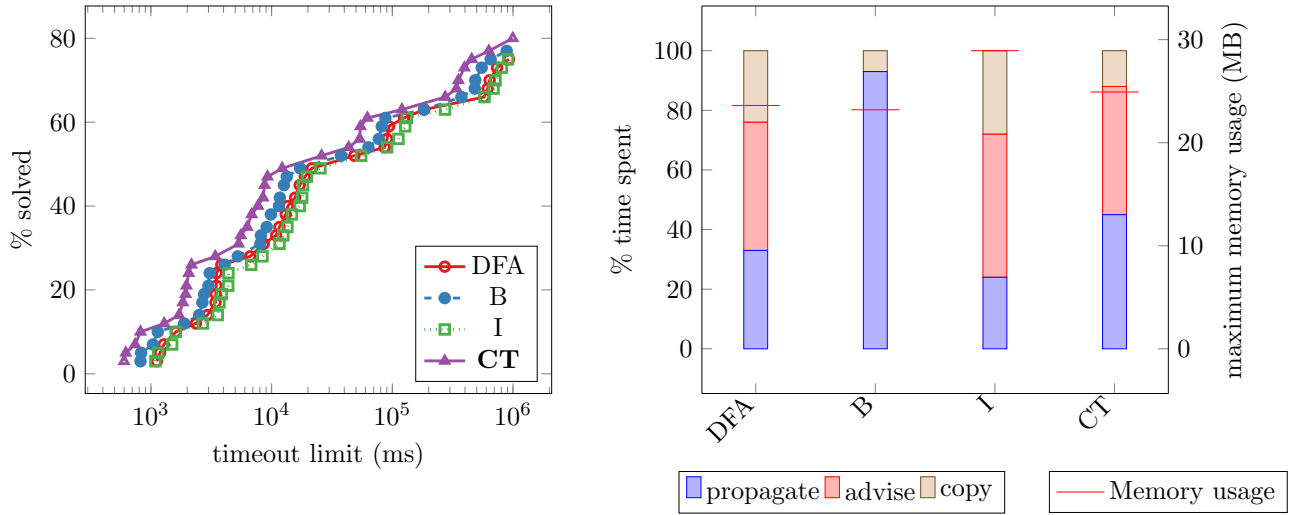 80
60
40
20
0
% solved
10^3 10^4 10^5 10^6
timeout limit (ms)
DFA
B
I
CT
100
80
60
40
20
0
% time spent
30
20
10
0
maximum memory usage (MB)
DFA
B
I
CT
propagate advise copy
Memory usage